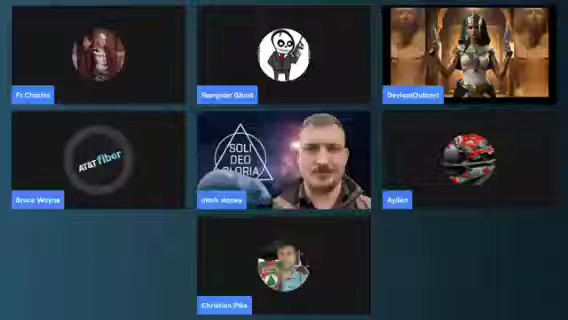 Fr Charles
Gangster Ghost
DeviantOutcast
AT&T fiber
Bruce Wayne
SOLI
DEO
GLORIA
mark stoney
Ayden
Christian Pike